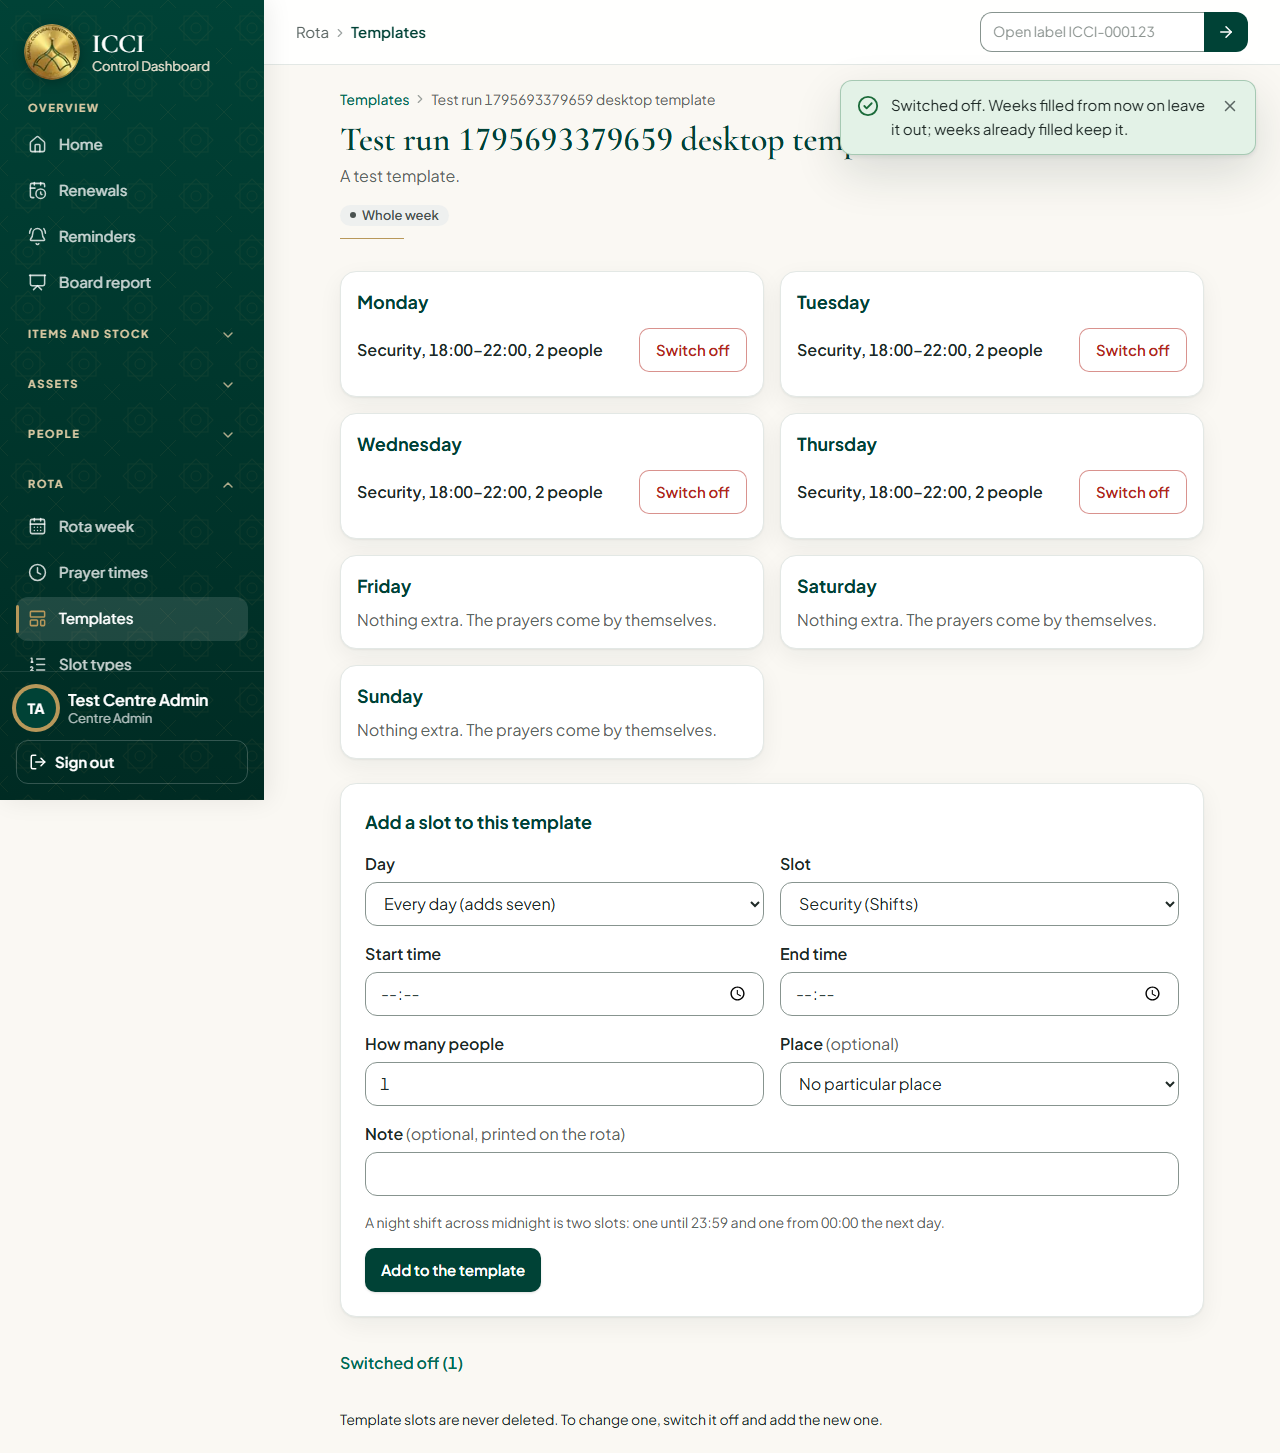 ICCI
Control Dashboard
OVERVIEW
Home
Renewals
Reminders
Board report
ITEMS AND STOCK
ASSETS
PEOPLE
ROTA
Rota week
Prayer times
Templates
Slot types
TA
Test Centre Admin
Centre Admin
Sign out
Rota > Templates
Open label ICCI-000123
Templates > Test run 1795693379659 desktop template
Switched off. Weeks filled from now on leave
it out; weeks already filled keep it.
Test run 1795693379659 desktop
A test template.
Whole week
Monday
Security, 18:00–22:00, 2 people
Switch off
Tuesday
Security, 18:00–22:00, 2 people
Switch off
Wednesday
Security, 18:00–22:00, 2 people
Switch off
Thursday
Security, 18:00–22:00, 2 people
Switch off
Friday
Nothing extra. The prayers come by themselves.
Saturday
Nothing extra. The prayers come by themselves.
Sunday
Nothing extra. The prayers come by themselves.
Add a slot to this template
Day
Every day (adds seven)
Slot
Security (Shifts)
Start time
--:--
End time
--:--
How many people
1
Place (optional)
No particular place
Note (optional, printed on the rota)
A night shift across midnight is two slots: one until 23:59 and one from 00:00 the next day.
Add to the template
Switched off (1)
Template slots are never deleted. To change one, switch it off and add the new one.